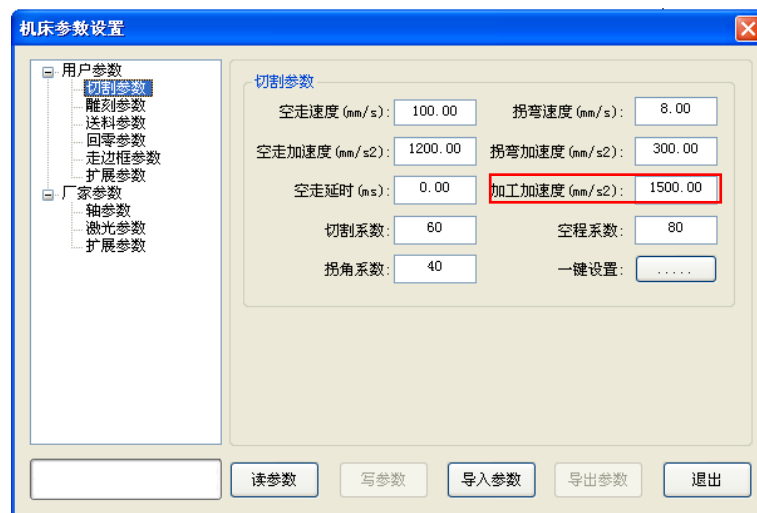 机床参数设置
用户参数
切割参数
雕刻参数
送料参数
回零参数
走边框参数
扩展参数
厂家参数
轴参数
激光参数
扩展参数
切割参数
空走速度(mm/s): 100.00 拐弯速度(mm/s): 8.00
空走加速度(mm/s2): 1200.00 拐弯加速度(mm/s2): 300.00
空走延时(ms): 0.00 加工加速度(mm/s2): 1500.00
切割系数: 60 空程系数: 80
拐角系数: 40 一键设置: .....
读参数 写参数 导入参数 导出参数 退出